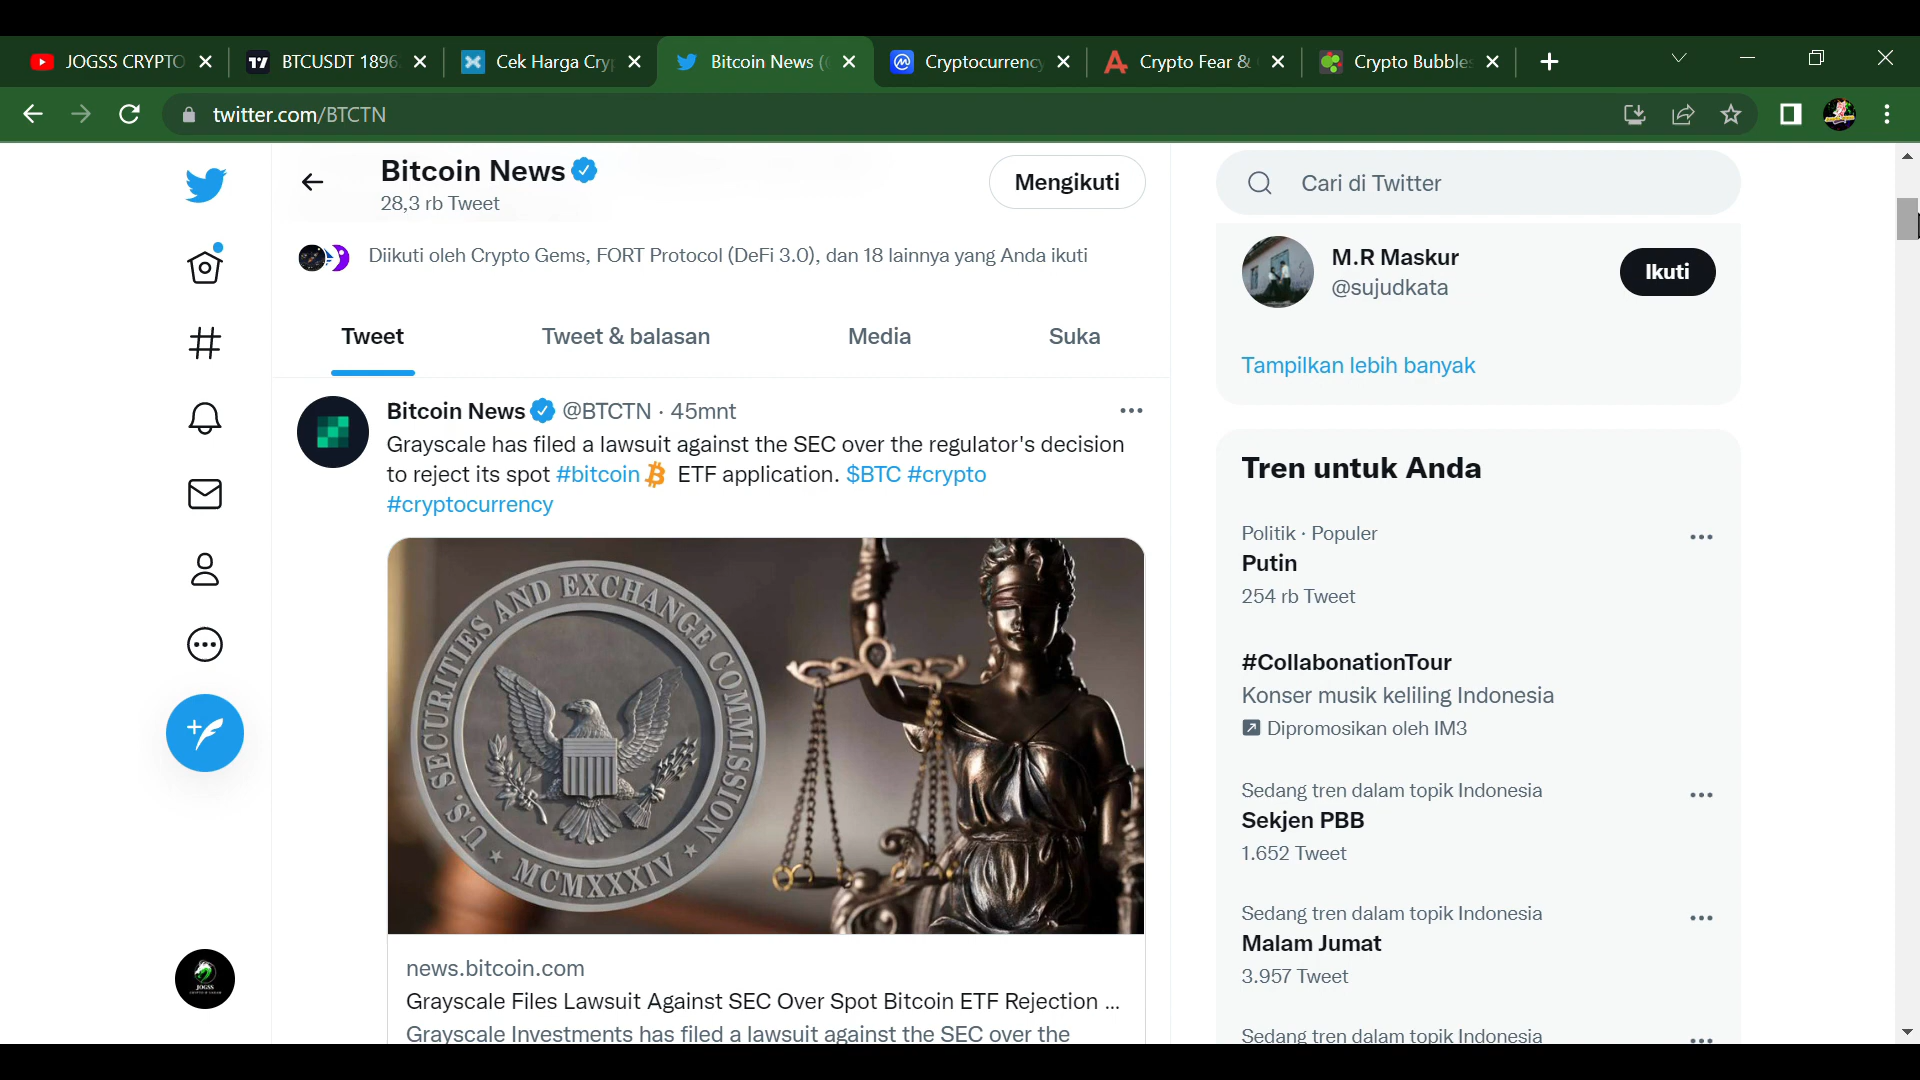 JOGSS CRYPTO
BTCUSDT 1896
Cek Harga Cry
Bitcoin News (
Cryptocurrency
Crypto Fear &
Crypto Bubbles
twitter.com/BTCTN
Bitcoin News
28,3 rb Tweet
Mengikuti
Diikuti oleh Crypto Gems, FORT Protocol (DeFi 3.0), dan 18 lainnya yang Anda ikuti
Tweet
Tweet & balasan
Media
Suka
Bitcoin News @BTCTN · 45mnt
Grayscale has filed a lawsuit against the SEC over the regulator's decision
to reject its spot #bitcoin ETF application. $BTC #crypto
#cryptocurrency
U.S. SECURITIES AND EXCHANGE COMMISSION
MCMXXXIV
news.bitcoin.com
Grayscale Files Lawsuit Against SEC Over Spot Bitcoin ETF Rejection ...
Grayscale Investments has filed a lawsuit against the SEC over the
Cari di Twitter
M.R Maskur
@sujudkata
Ikuti
Tampilkan lebih banyak
Tren untuk Anda
Politik · Populer
Putin
254 rb Tweet
#CollabonationTour
Konser musik keliling Indonesia
Dipromosikan oleh IM3
Sedang tren dalam topik Indonesia
Sekjen PBB
1.652 Tweet
Sedang tren dalam topik Indonesia
Malam Jumat
3.957 Tweet
Sedang tren dalam topik Indonesia
JOGSS